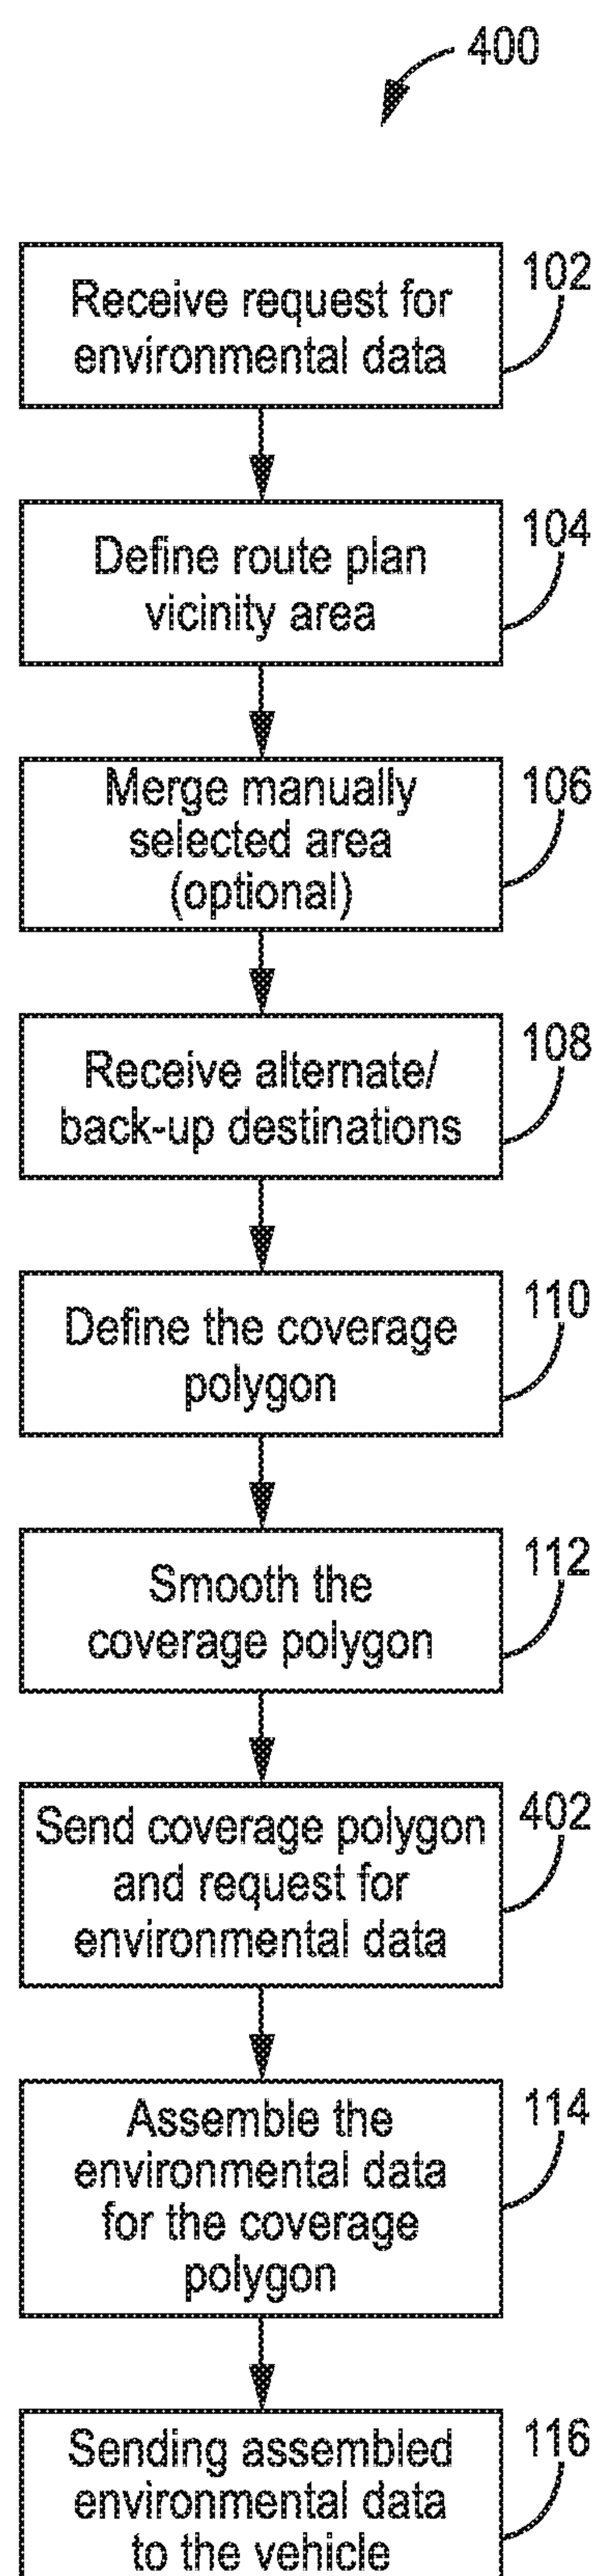 400
Receive request for
environmental data
102
Define route plan
vicinity area
104
Merge manually
selected area
(optional)
106
Receive alternate/
back-up destinations
108
Define the coverage
polygon
110
Smooth the
coverage polygon
112
Send coverage polygon
and request for
environmental data
402
Assemble the
environmental data
for the coverage
polygon
114
Sending assembled
environmental data
to the vehicle
116